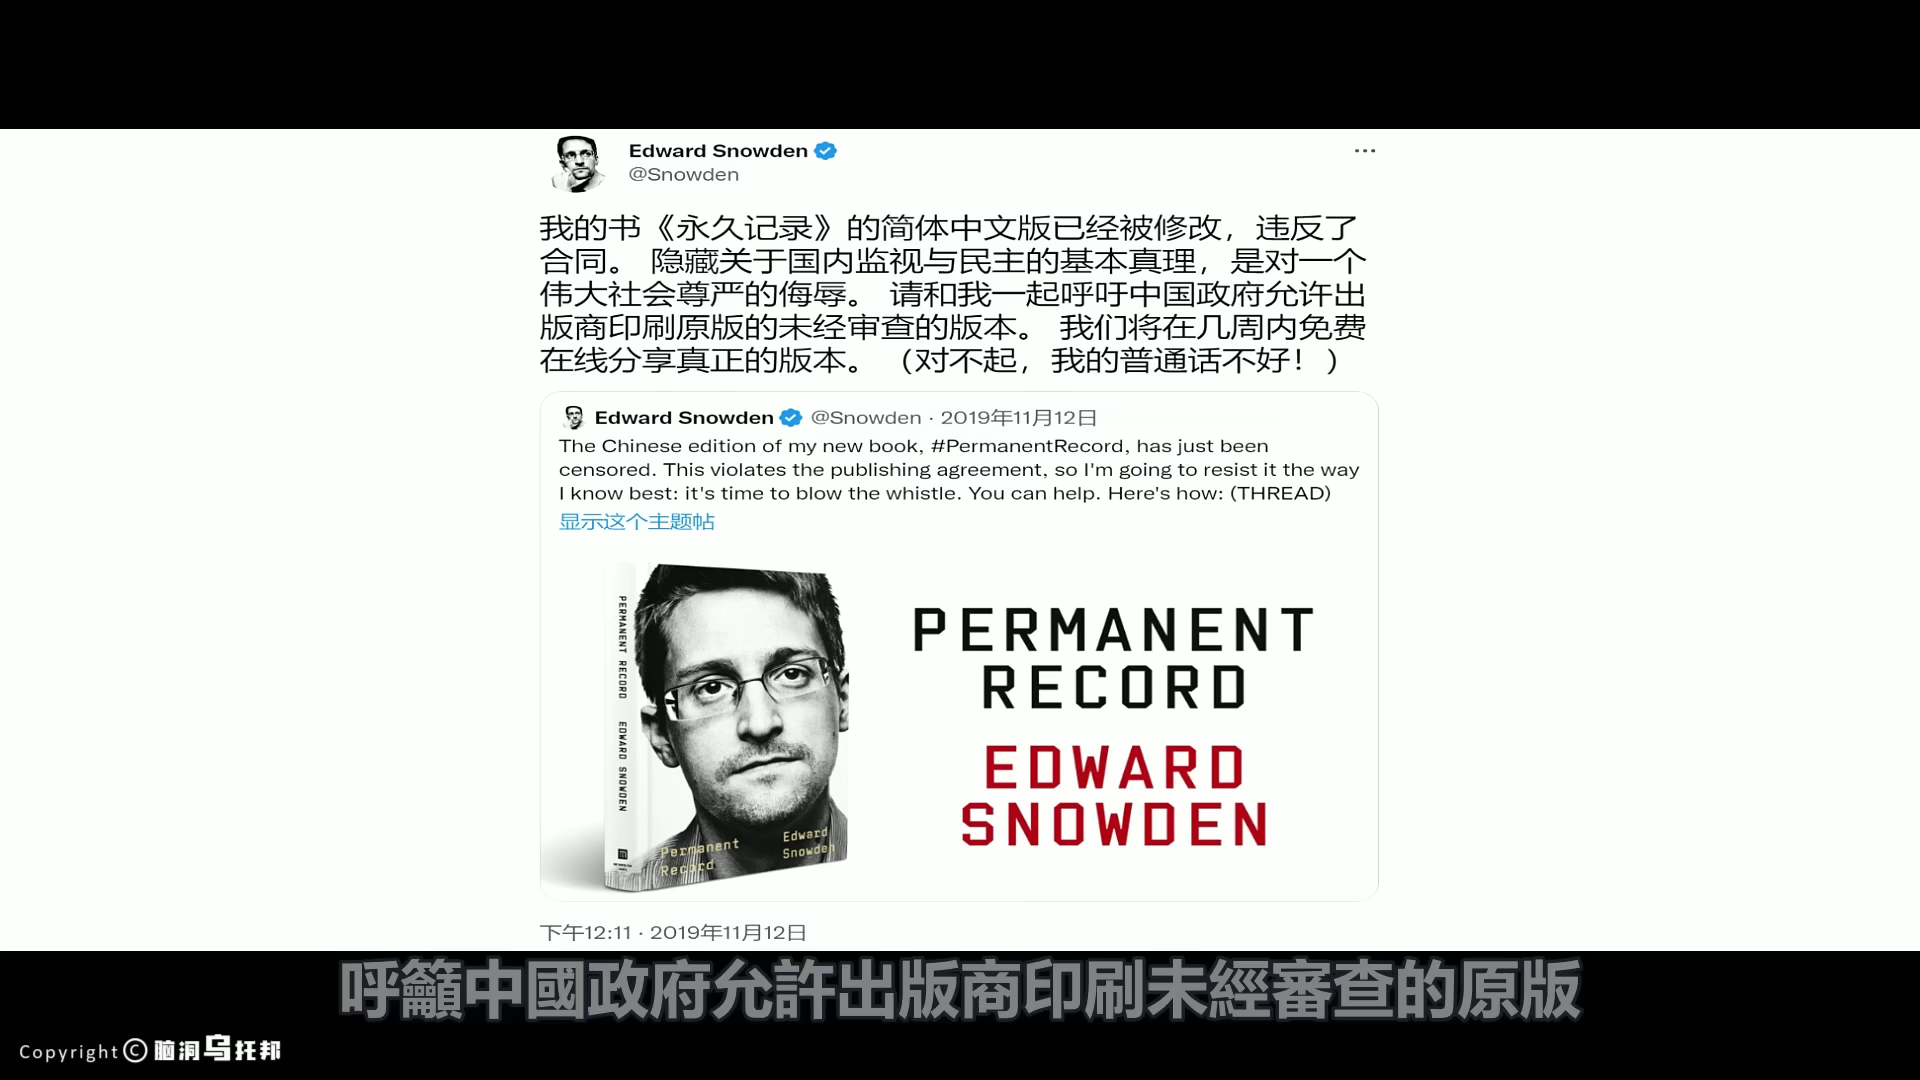 Edward Snowden
@Snowden
我的书《永久记录》的简体中文版已经被修改，违反了
合同。 隐藏关于国内监视与民主的基本真理，是对一个
伟大社会尊严的侮辱。 请和我一起呼吁中国政府允许出
版商印刷原版的未经审查的版本。 我们将在几周内免费
在线分享真正的版本。 （对不起，我的普通话不好！）
Edward Snowden @Snowden · 2019年11月12日
The Chinese edition of my new book, #PermanentRecord, has just been
censored. This violates the publishing agreement, so I'm going to resist it the way
I know best: it's time to blow the whistle. You can help. Here's how: (THREAD)
显示这个主题帖
PERMANENT RECORD EDWARD SNOWDEN
Permanent
Record
Edward
Snowden
PERMANENT
RECORD
EDWARD
SNOWDEN
下午12:11 · 2019年11月12日
呼籲中國政府允許出版商印刷未經審查的原版
Copyright © 脑洞乌托邦